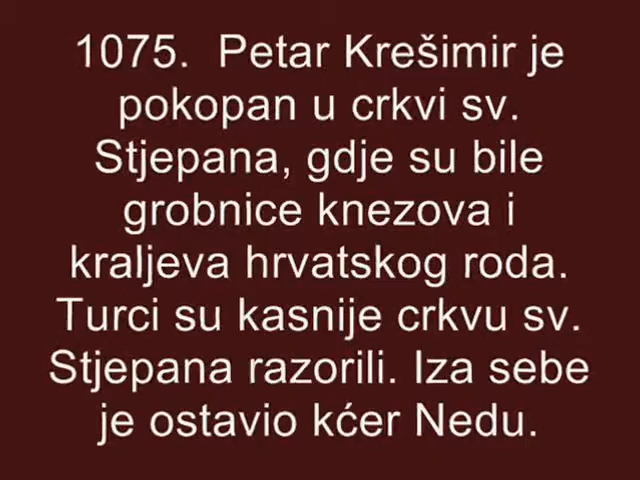 1075. Petar Krešimir je
pokopan u crkvi sv.
Stjepana, gdje su bile
grobnice knezova i
kraljeva hrvatskog roda.
Turci su kasnije crkvu sv.
Stjepana razorili. Iza sebe
je ostavio kćer Nedu.